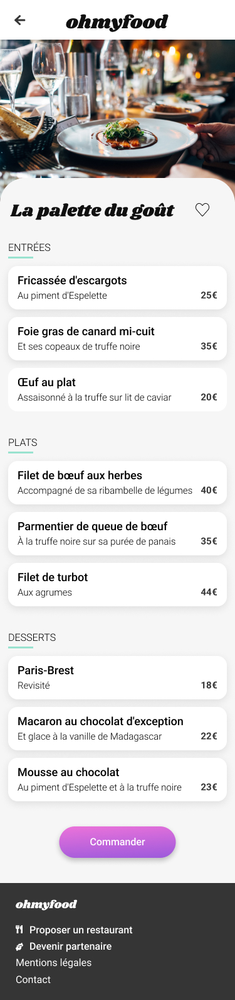 ohmyfood
La palette du goût
ENTRÉES
Fricassée d'escargots
Au piment d'Espelette 25€
Foie gras de canard mi-cuit
Et ses copeaux de truffe noire 35€
Œuf au plat
Assaisonné à la truffe sur lit de caviar 20€
PLATS
Filet de bœuf aux herbes
Accompagné de sa ribambelle de légumes 40€
Parmentier de queue de bœuf
À la truffe noire sur sa purée de panais 35€
Filet de turbot
Aux agrumes 44€
DESSERTS
Paris-Brest
Revisité 18€
Macaron au chocolat d'exception
Et glace à la vanille de Madagascar 22€
Mousse au chocolat
Au piment d'Espelette et à la truffe noire 23€
Commander
ohmyfood
Proposer un restaurant
Devenir partenaire
Mentions légales
Contact